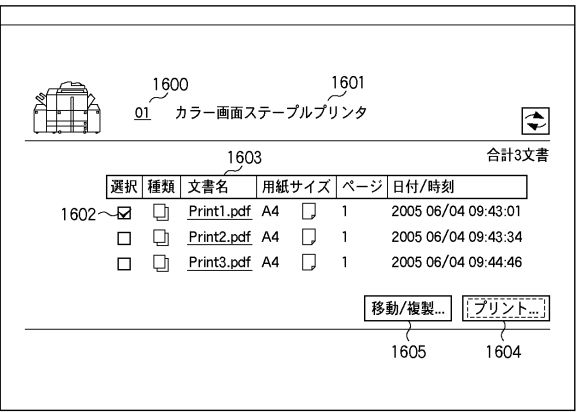 1600 1601
01 カラー画面ステープルプリンタ
合計3文書
1603
選択 種類 文書名 用紙サイズ ページ 日付/時刻
1602 Print1.pdf A4 1 2005 06/04 09:43:01
Print2.pdf A4 1 2005 06/04 09:43:34
Print3.pdf A4 1 2005 06/04 09:44:46
移動/複製... プリント...
1605 1604